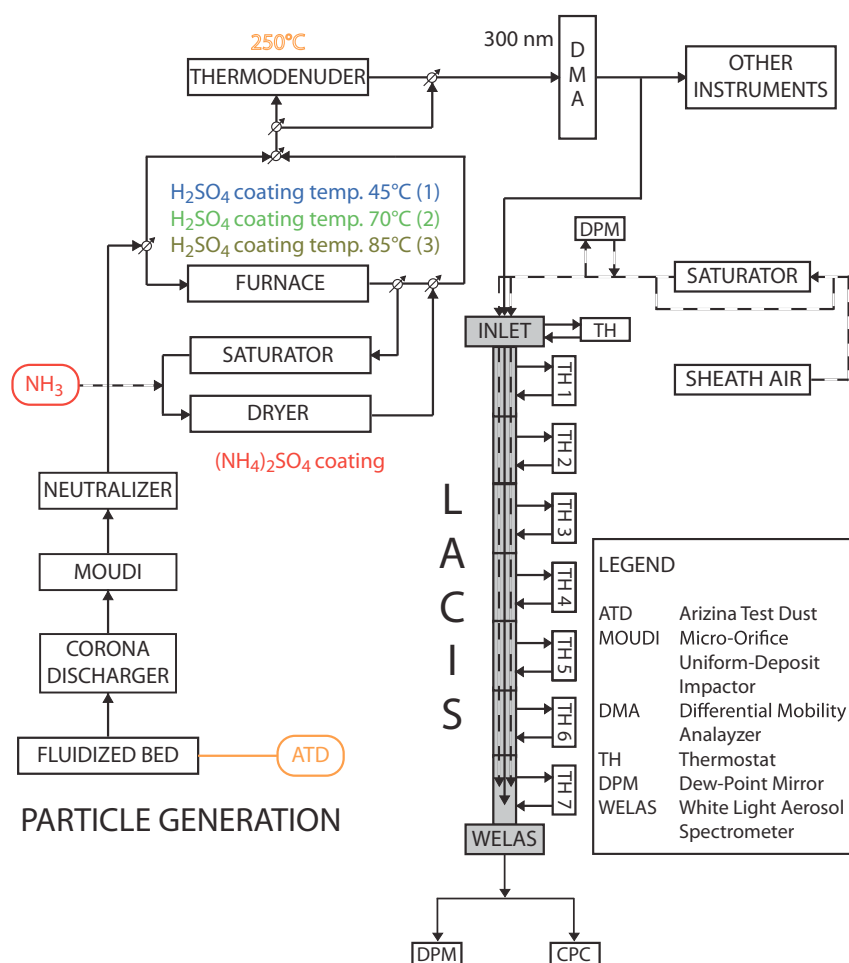 250°C
300 nm
DMA
THERMODENUDER
OTHER
INSTRUMENTS
H2SO4 coating temp. 45°C (1)
H2SO4 coating temp. 70°C (2)
H2SO4 coating temp. 85°C (3)
DPM
FURNACE
SATURATOR
INLET
TH
SATURATOR
NH3
TH 1
SHEATH AIR
DRYER
TH 2
(NH4)2SO4 coating
NEUTRALIZER
LACIS
TH 3
MOUDI
TH 4
CORONA
DISCHARGER
TH 5
FLUIDIZED BED
ATD
TH 6
TH 7
PARTICLE GENERATION
WELAS
DPM
CPC
LEGEND
ATD Arizina Test Dust
MOUDI Micro-Orifice
Uniform-Deposit
Impactor
DMA Differential Mobility
Analayzer
TH Thermostat
DPM Dew-Point Mirror
WELAS White Light Aerosol
Spectrometer